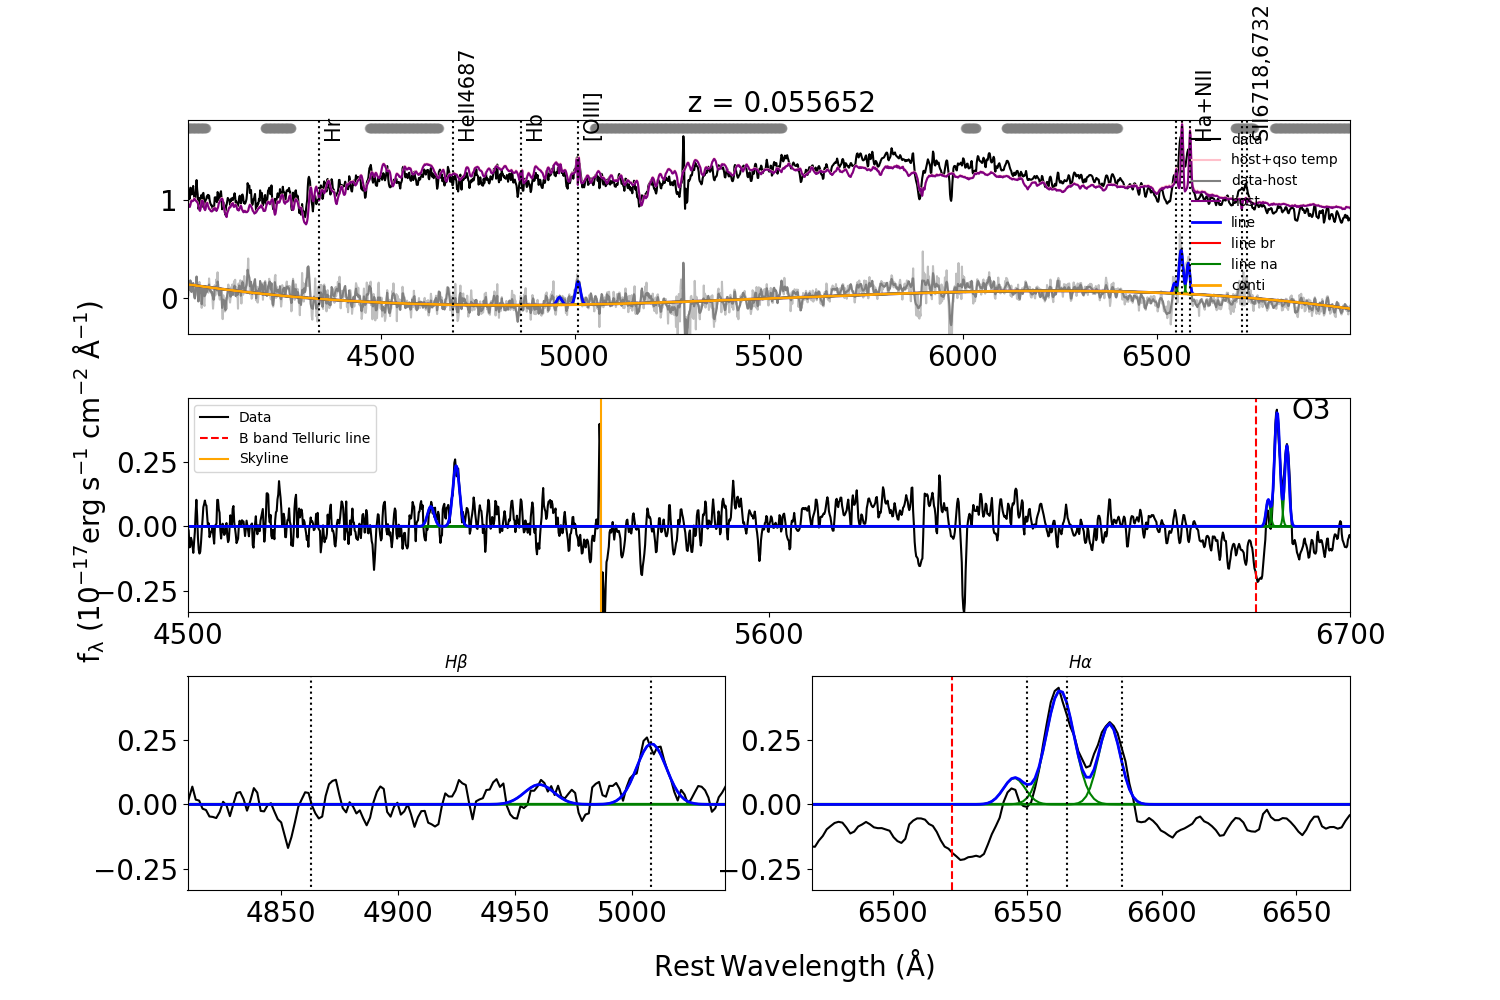 z = 0.055652
Hr
HeII4687
Hb
[OIII]
Ha+NII
SII6718,6732
data
host+qso temp
data-host
host
line
line br
line na
conti
1
0
4500 5000 5500 6000 6500
f_λ (10^−17 erg s^−1 cm^−2 Å^−1)
Data
B band Telluric line
Skyline
O3
0.25
0.00
−0.25
4500 5600 6700
Hβ
0.25
0.00
−0.25
4850 4900 4950 5000
Hα
0.25
0.00
−0.25
6500 6550 6600 6650
Rest Wavelength (Å)